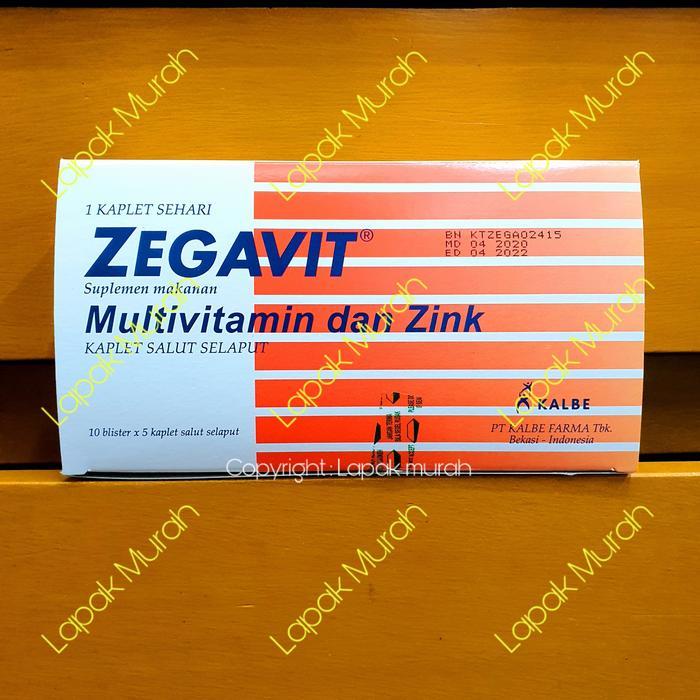 Lapak Murah
Lapak Murah
Lapak Murah
1 KAPLET SEHARI
ZEGAVIT®
BN KTZEGA02415
MD 04 2020
ED 04 2022
Suplemen makanan
Multivitamin dan Zink
KAPLET SALUT SELAPUT
Lapak Murah
Lapak Murah
Lapak Murah
KALBE
10 blister x 5 kaplet salut selaput
PT KALBE FARMA Tbk.
Bekasi - Indonesia
Copyright : Lapak murah
Lapak Murah
Lapak Murah
Lapak Murah